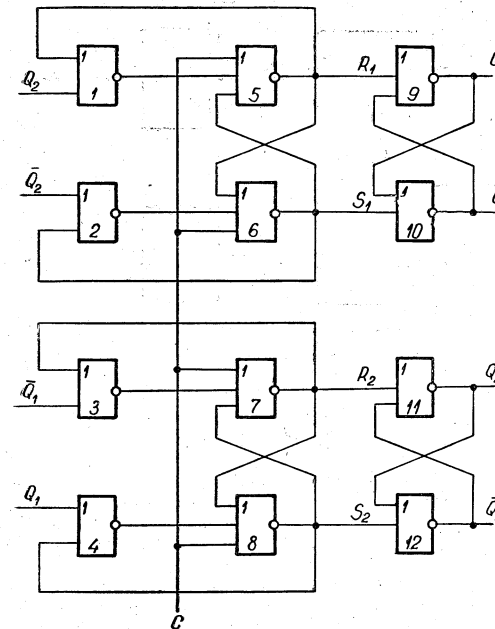 1 1 R₁ 1
Q₂ 1 5 9
Q̄₂ 1 1 S₁ 1
2 6 10
1 1 R₂ 1 Q
Q̄₁ 3 7 11
Q₁ 1 1 S₂ 1 Q̄
4 8 12
C